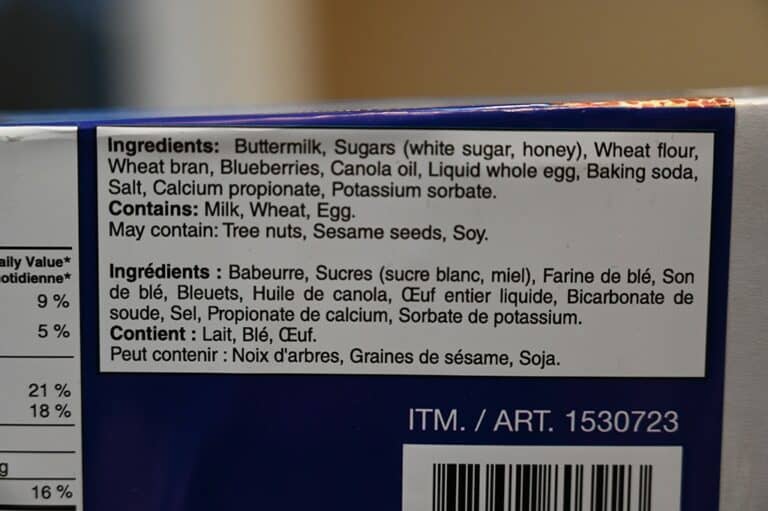 Ingredients: Buttermilk, Sugars (white sugar, honey), Wheat flour,
Wheat bran, Blueberries, Canola oil, Liquid whole egg, Baking soda,
Salt, Calcium propionate, Potassium sorbate.
Contains: Milk, Wheat, Egg.
May contain: Tree nuts, Sesame seeds, Soy.
Ingrédients : Babeurre, Sucres (sucre blanc, miel), Farine de blé, Son
de blé, Bleuets, Huile de canola, Œuf entier liquide, Bicarbonate de
soude, Sel, Propionate de calcium, Sorbate de potassium.
Contient : Lait, Blé, Œuf.
Peut contenir : Noix d'arbres, Graines de sésame, Soja.
ITM. / ART. 1530723
Value*
9 %
5 %
21 %
18 %
g
16 %